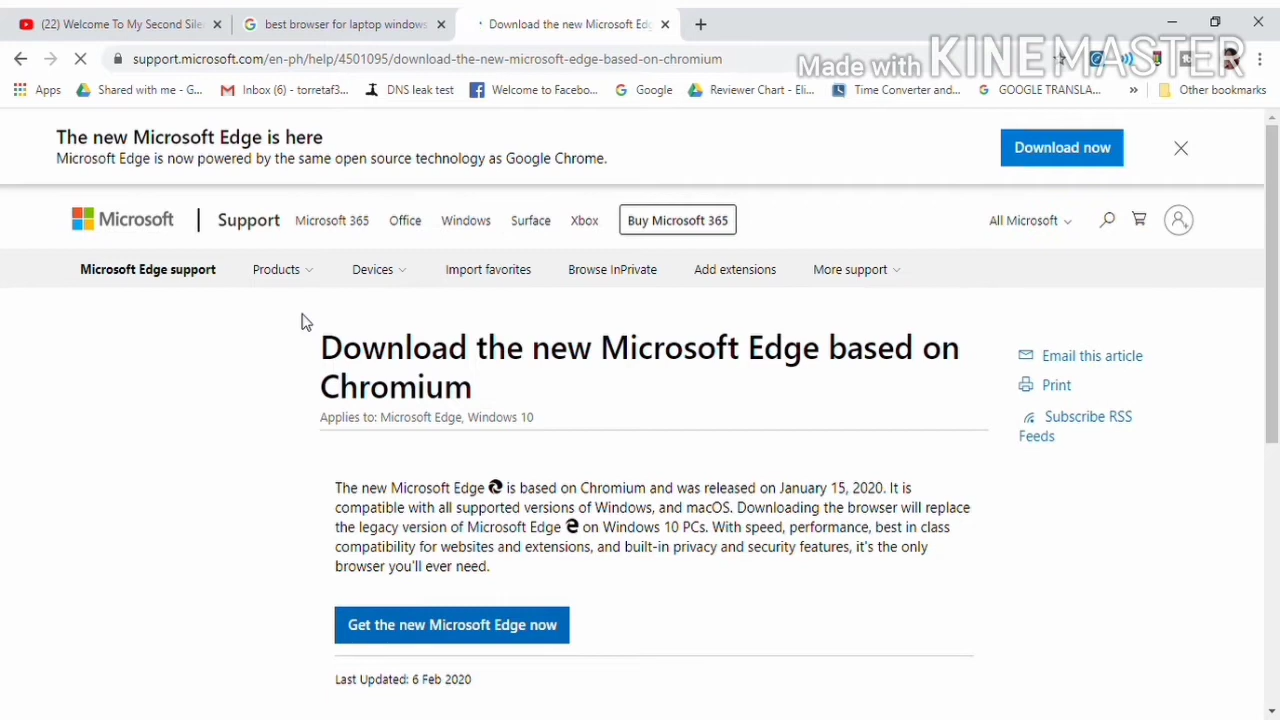 (22) Welcome To My Second Sile
best browser for laptop windows
Download the new Microsoft Edg
support.microsoft.com/en-ph/help/4501095/download-the-new-microsoft-edge-based-on-chromium
Made with KINEMASTER
Apps
Shared with me - G...
Inbox (6) - torretaf3...
DNS leak test
Welcome to Facebo...
Google
Reviewer Chart - Eli...
Time Converter and...
GOOGLE TRANSLA...
Other bookmarks
The new Microsoft Edge is here
Microsoft Edge is now powered by the same open source technology as Google Chrome.
Download now
Microsoft
Support
Microsoft 365
Office
Windows
Surface
Xbox
Buy Microsoft 365
All Microsoft
Microsoft Edge support
Products
Devices
Import favorites
Browse InPrivate
Add extensions
More support
Download the new Microsoft Edge based on
Chromium
Applies to: Microsoft Edge, Windows 10
Email this article
Print
Subscribe RSS
Feeds
The new Microsoft Edge is based on Chromium and was released on January 15, 2020. It is
compatible with all supported versions of Windows, and macOS. Downloading the browser will replace
the legacy version of Microsoft Edge on Windows 10 PCs. With speed, performance, best in class
compatibility for websites and extensions, and built-in privacy and security features, it's the only
browser you'll ever need.
Get the new Microsoft Edge now
Last Updated: 6 Feb 2020